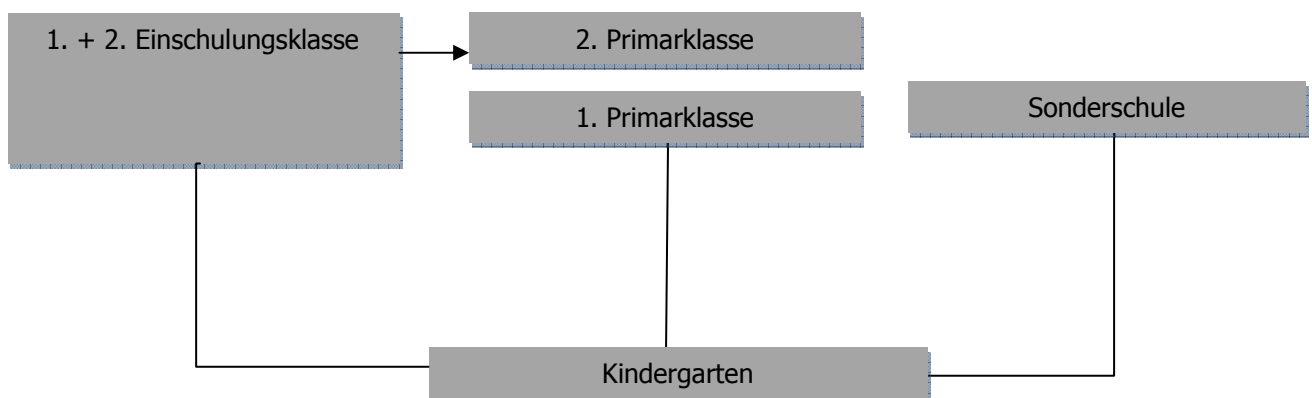 1. + 2. Einschulungsklasse
2. Primarklasse
1. Primarklasse
Sonderschule
Kindergarten